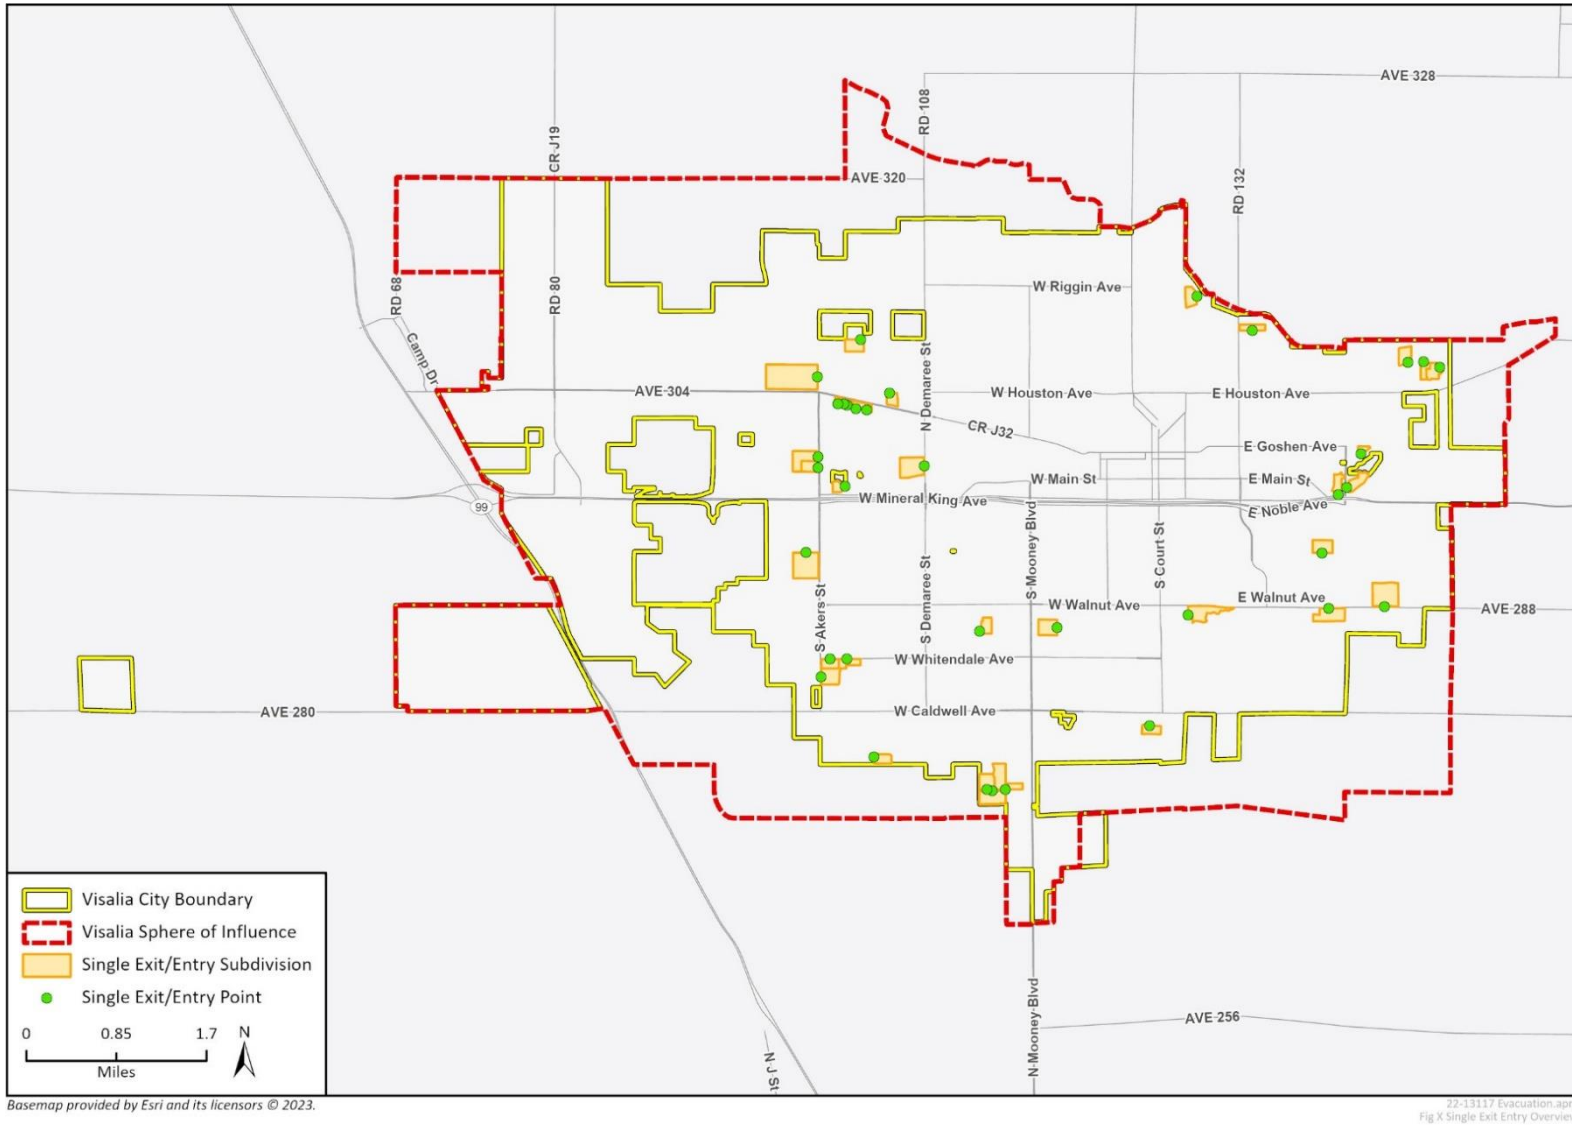 AVE 328
RD 108
CR J19
AVE 320
RD 132
RD 68
RD 80
W Riggin Ave
Camp Dr
N Demaree St
AVE 304
W Houston Ave
E Houston Ave
CR J32
E Goshen Ave
W Main St
E Main St
W Mineral King Ave
E Noble Ave
99
S Mooney Blvd
S Court St
S Akers St
S Demaree St
W Walnut Ave
E Walnut Ave
AVE 288
W Whitendale Ave
AVE 280
W Caldwell Ave
N Mooney Blvd
AVE 256
N J St
Visalia City Boundary
Visalia Sphere of Influence
Single Exit/Entry Subdivision
Single Exit/Entry Point
0 0.85 1.7
N
Miles
Basemap provided by Esri and its licensors © 2023.
22-13117 Evacuation.apr
Fig X Single Exit Entry Overview